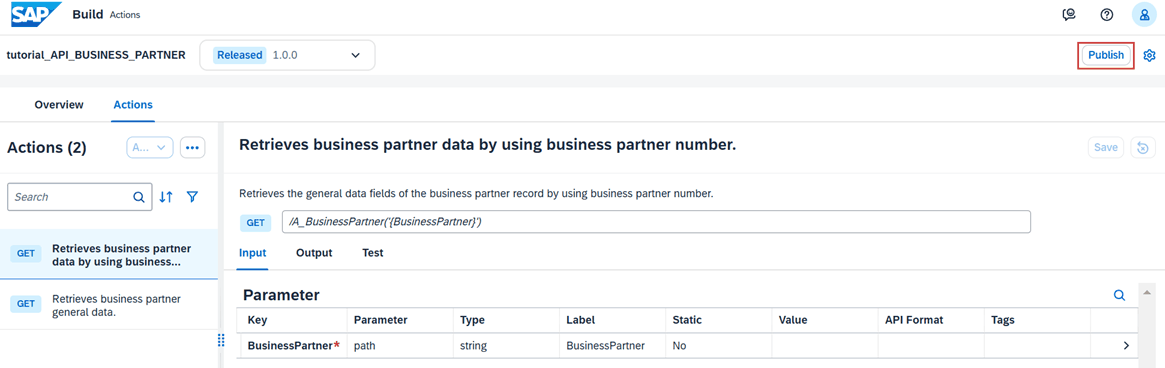 SAP Build Actions
tutorial_API_BUSINESS_PARTNER Released 1.0.0 Publish
Overview Actions
Actions (2) A... ...
Search
GET Retrieves business partner
data by using business...
GET Retrieves business partner
general data.
Retrieves business partner data by using business partner number. Save
Retrieves the general data fields of the business partner record by using business partner number.
GET /A_BusinessPartner('{BusinessPartner}')
Input Output Test
Parameter
Key Parameter Type Label Static Value API Format Tags
BusinessPartner* path string BusinessPartner No